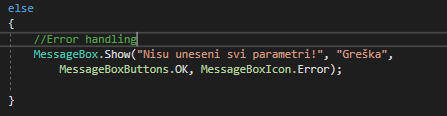 else
{
//Error handling
MessageBox.Show("Nisu uneseni svi parametri!", "Greška",
MessageBoxButtons.OK, MessageBoxIcon.Error);
}